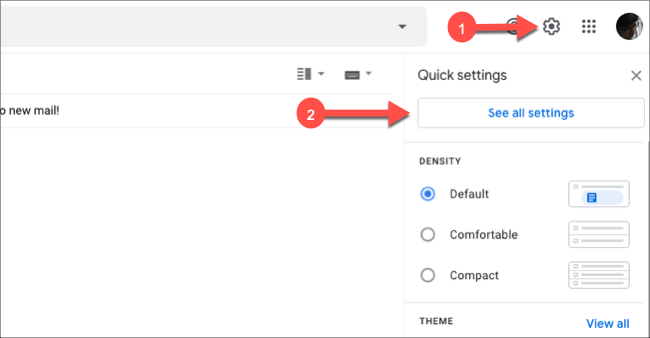 1
Quick settings
2
See all settings
o new mail!
DENSITY
Default
Comfortable
Compact
THEME
View all